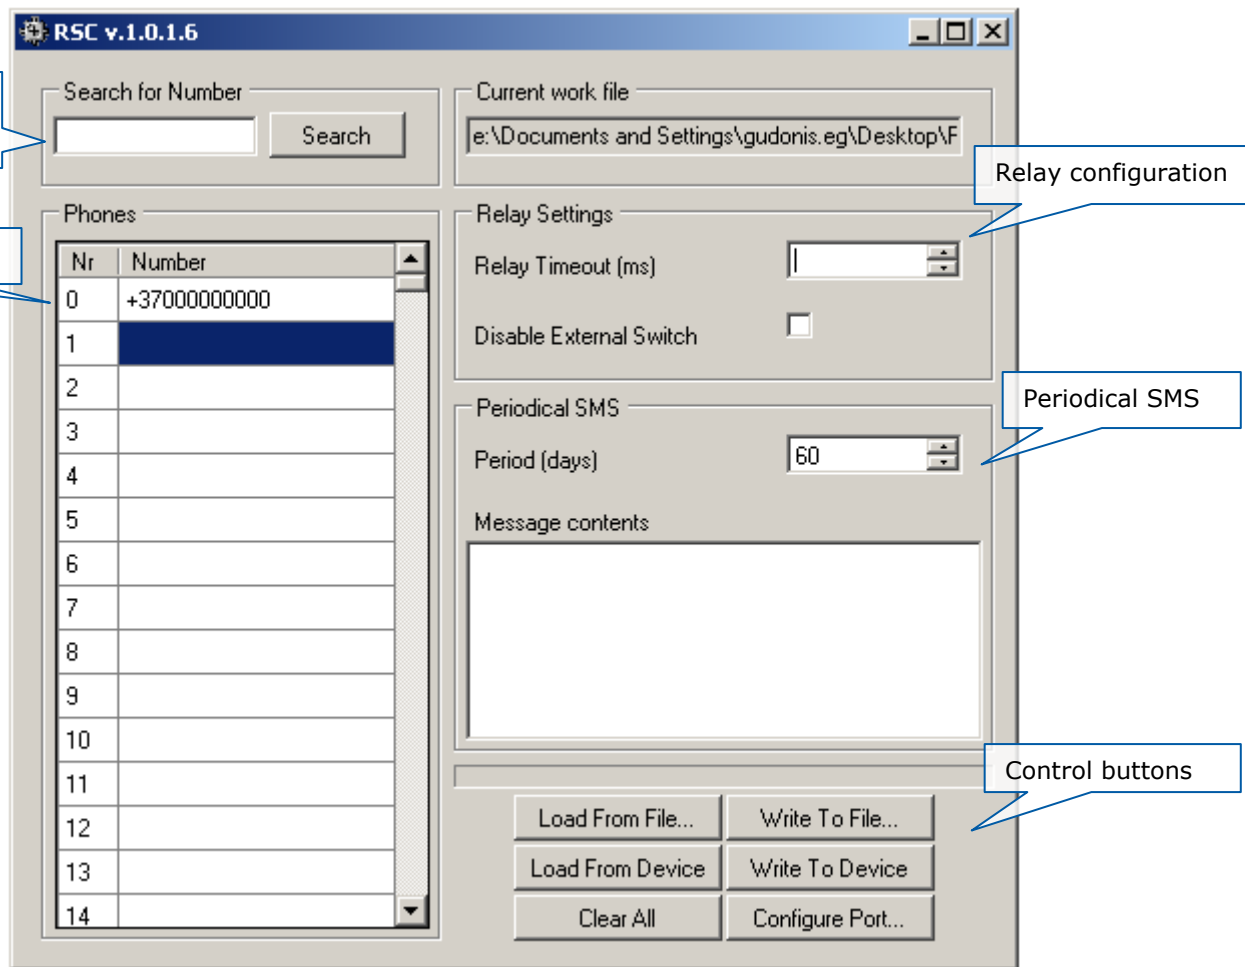 RSC v.1.0.1.6
Search for Number
Search
Current work file
e:\Documents and Settings\gudonis.eg\Desktop\F
Relay configuration
Phones
Nr Number
0 +37000000000
1
2
3
4
5
6
7
8
9
10
11
12
13
14
Relay Settings
Relay Timeout (ms)
Disable External Switch
Periodical SMS
Periodical SMS
Period (days) 60
Message contents
Control buttons
Load From File... Write To File...
Load From Device Write To Device
Clear All Configure Port...